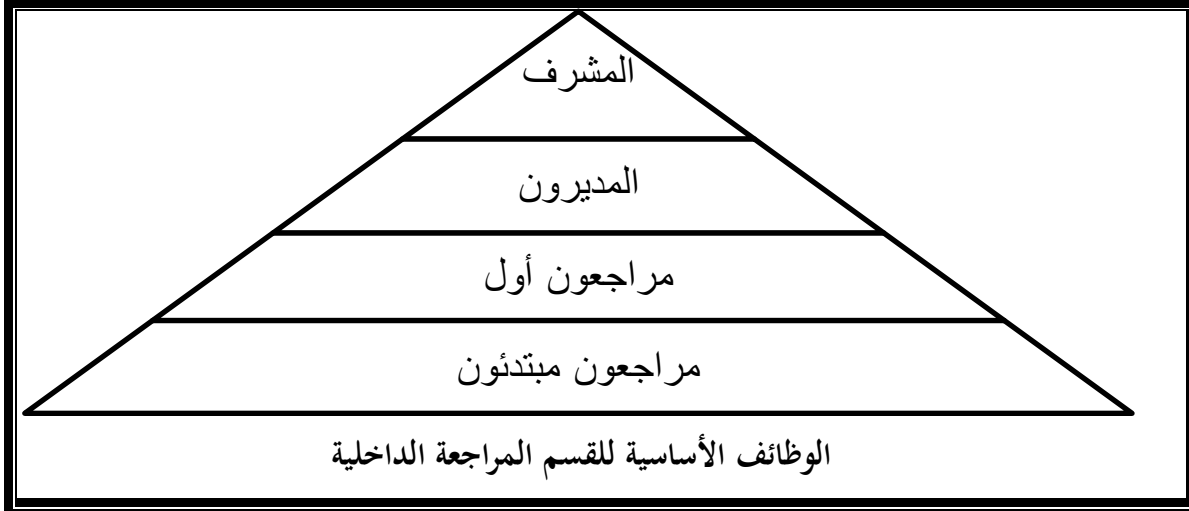 المشرف
المديرون
مراجعون أول
مراجعون مبتدئون
الوظائف الأساسية للقسم المراجعة الداخلية